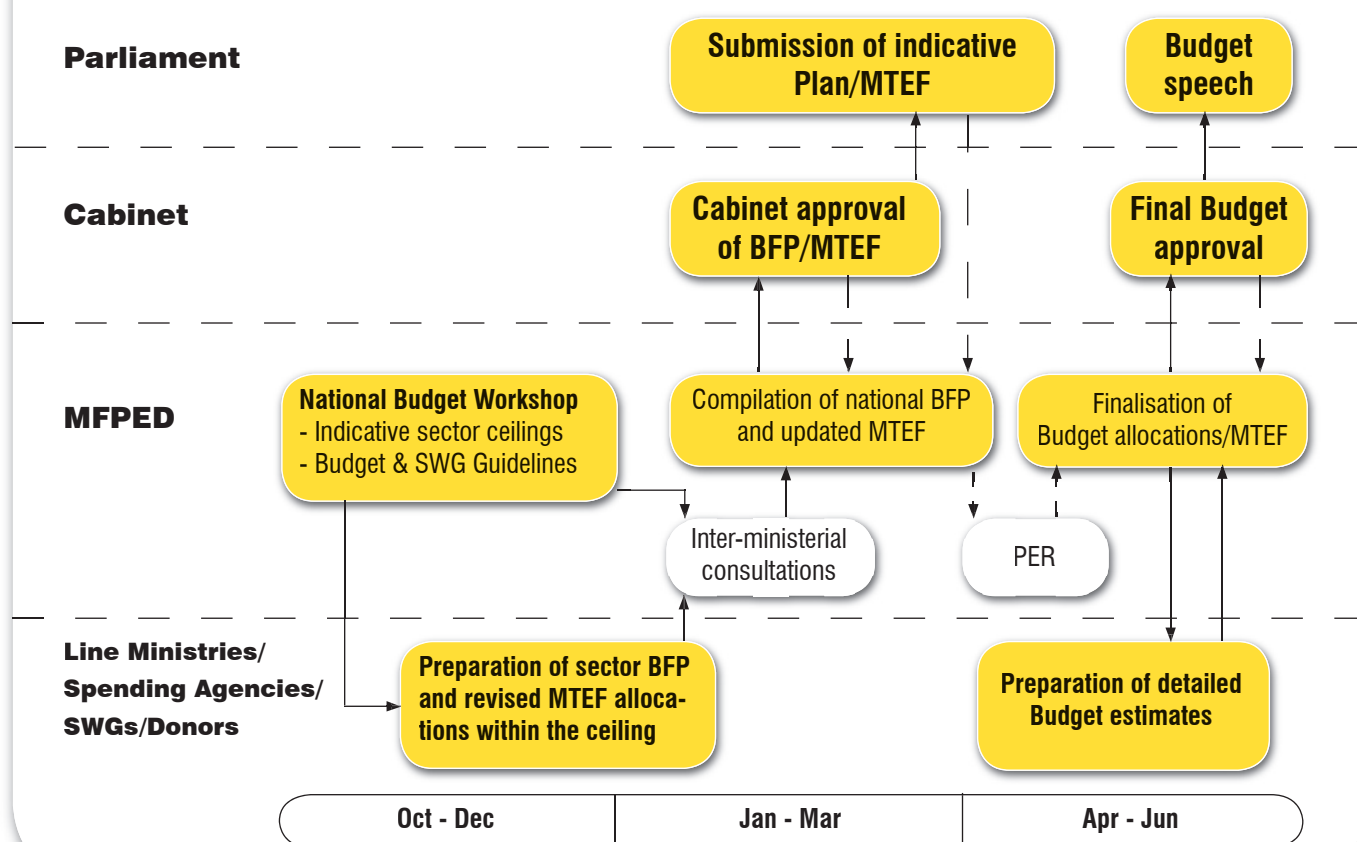 Parliament
Submission of indicative
Plan/MTEF
Budget
speech
Cabinet
Cabinet approval
of BFP/MTEF
Final Budget
approval
MFPED
National Budget Workshop
- Indicative sector ceilings
- Budget & SWG Guidelines
Compilation of national BFP
and updated MTEF
Finalisation of
Budget allocations/MTEF
Inter-ministerial
consultations
PER
Line Ministries/
Spending Agencies/
SWGs/Donors
Preparation of sector BFP
and revised MTEF alloca-
tions within the ceiling
Preparation of detailed
Budget estimates
Oct - Dec
Jan - Mar
Apr - Jun